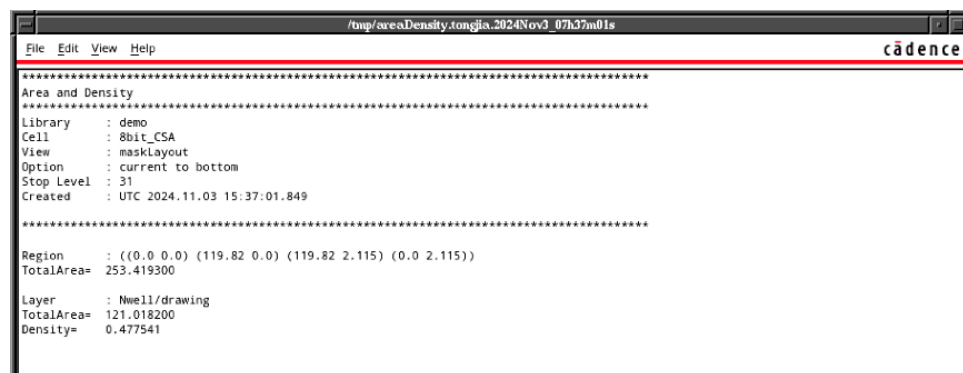 /tmp/areaDensity.tongjia.2024Nov3_07h37m01s
File Edit View Help
cādence
******************************************************************************************
Area and Density
******************************************************************************************
Library : demo
Cell : 8bit_CSA
View : maskLayout
Option : current to bottom
Stop Level : 31
Created : UTC 2024.11.03 15:37:01.849
******************************************************************************************
Region : ((0.0 0.0) (119.82 0.0) (119.82 2.115) (0.0 2.115))
TotalArea= 253.419300
Layer : Nwell/drawing
TotalArea= 121.018200
Density= 0.477541